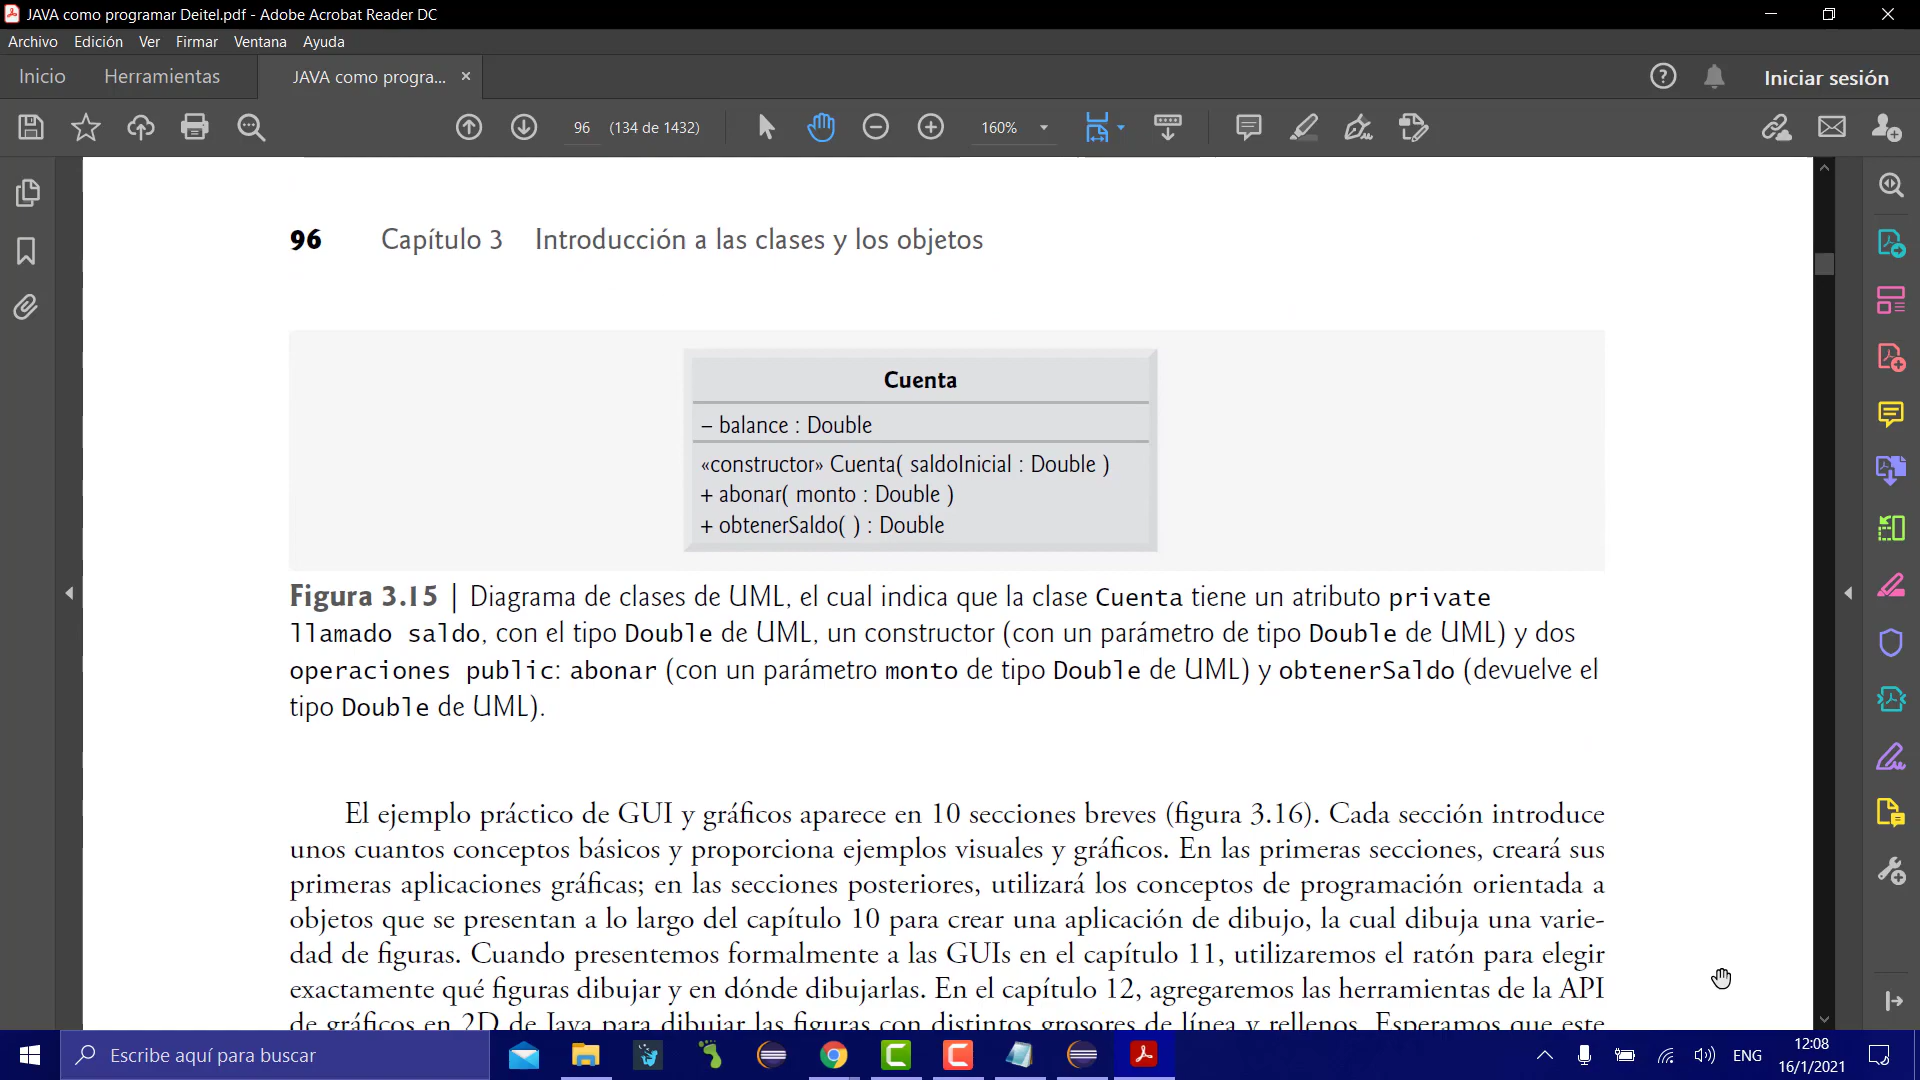 JAVA como programar Deitel.pdf - Adobe Acrobat Reader DC
Archivo Edición Ver Firmar Ventana Ayuda
Inicio Herramientas JAVA como progra... × Iniciar sesión
96 (134 de 1432) 160%
96 Capítulo 3 Introducción a las clases y los objetos
Cuenta
– balance : Double
«constructor» Cuenta( saldoInicial : Double )
+ abonar( monto : Double )
+ obtenerSaldo( ) : Double
Figura 3.15 | Diagrama de clases de UML, el cual indica que la clase Cuenta tiene un atributo private
llamado saldo, con el tipo Double de UML, un constructor (con un parámetro de tipo Double de UML) y dos
operaciones public: abonar (con un parámetro monto de tipo Double de UML) y obtenerSaldo (devuelve el
tipo Double de UML).
El ejemplo práctico de GUI y gráficos aparece en 10 secciones breves (figura 3.16). Cada sección introduce
unos cuantos conceptos básicos y proporciona ejemplos visuales y gráficos. En las primeras secciones, creará sus
primeras aplicaciones gráficas; en las secciones posteriores, utilizará los conceptos de programación orientada a
objetos que se presentan a lo largo del capítulo 10 para crear una aplicación de dibujo, la cual dibuja una varie-
dad de figuras. Cuando presentemos formalmente a las GUIs en el capítulo 11, utilizaremos el ratón para elegir
exactamente qué figuras dibujar y en dónde dibujarlas. En el capítulo 12, agregaremos las herramientas de la API
de gráficos en 2D de Java para dibujar las figuras con distintos grosores de línea y rellenos. Esperamos que este
Escribe aquí para buscar
ENG
12:08
16/1/2021